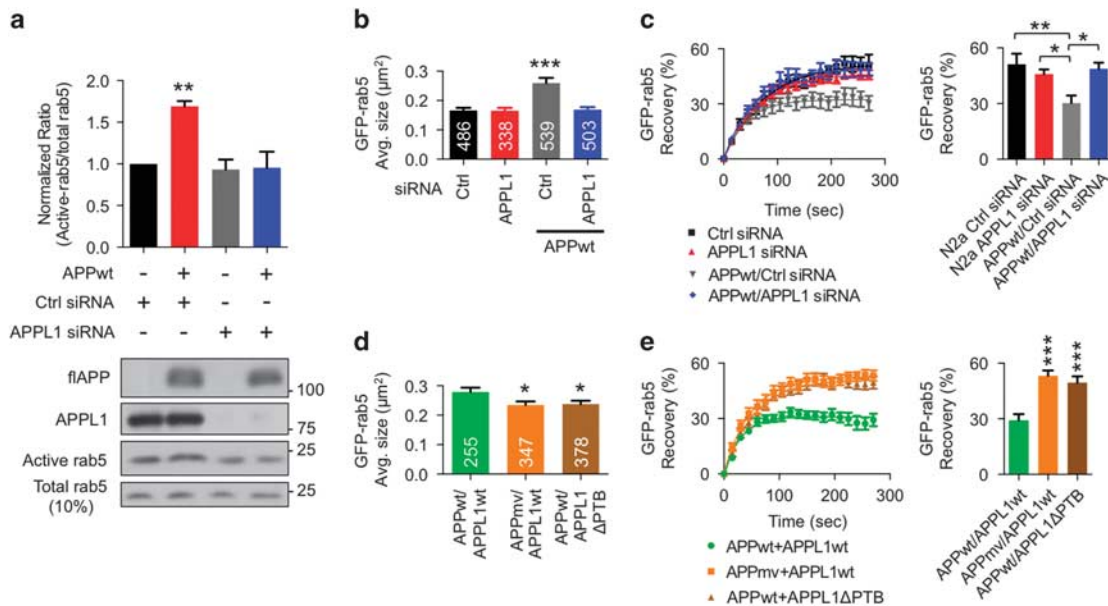 a
Normalized Ratio
(Active-rab5/total rab5)
2.0
1.5
1.0
0.5
0.0
**
APPwt - + - +
Ctrl siRNA + + - -
APPL1 siRNA - - + +
flAPP
100
APPL1
75
Active rab5
25
Total rab5
(10%)
25
b
GFP-rab5
Avg. size (µm²)
0.3
0.2
0.1
0.0
***
486 338 539 503
siRNA
Ctrl APPL1 Ctrl APPL1
APPwt
c
GFP-rab5
Recovery (%)
60
30
0
0 100 200 300
Time (sec)
Ctrl siRNA
APPL1 siRNA
APPwt/Ctrl siRNA
APPwt/APPL1 siRNA
GFP-rab5
Recovery (%)
60
30
0
**
* *
N2a Ctrl siRNA
N2a APPL1 siRNA
APPwt/Ctrl siRNA
APPwt/APPL1 siRNA
d
GFP-rab5
Avg. size (µm²)
0.3
0.2
0.1
0.0
* *
255 347 378
APPwt/
APPL1wt
APPmv/
APPL1wt
APPwt/
APPL1
ΔPTB
e
GFP-rab5
Recovery (%)
60
30
0
0 100 200 300
Time (sec)
APPwt+APPL1wt
APPmv+APPL1wt
APPwt+APPL1ΔPTB
GFP-rab5
Recovery (%)
60
30
0
*** ***
APPwt/APPL1wt
APPmv/APPL1wt
APPwt/APPL1ΔPTB